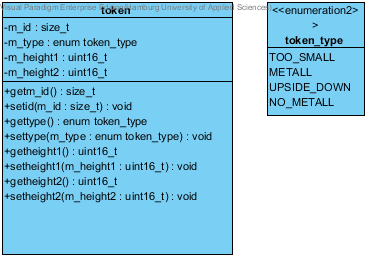 Visual Paradigm Enterprise Edition(Hamburg University of Applied Sciences
token
-m_id : size_t
-m_type : enum token_type
-m_height1 : uint16_t
-m_height2 : uint16_t
+getm_id() : size_t
+setid(m_id : size_t) : void
+gettype() : enum token_type
+settype(m_type : enum token_type) : void
+getheight1() : uint16_t
+setheight1(m_height1 : uint16_t) : void
+getheight2() : uint16_t
+setheight2(m_height2 : uint16_t) : void
<<enumeration2>
>
token_type
TOO_SMALL
METALL
UPSIDE_DOWN
NO_METALL